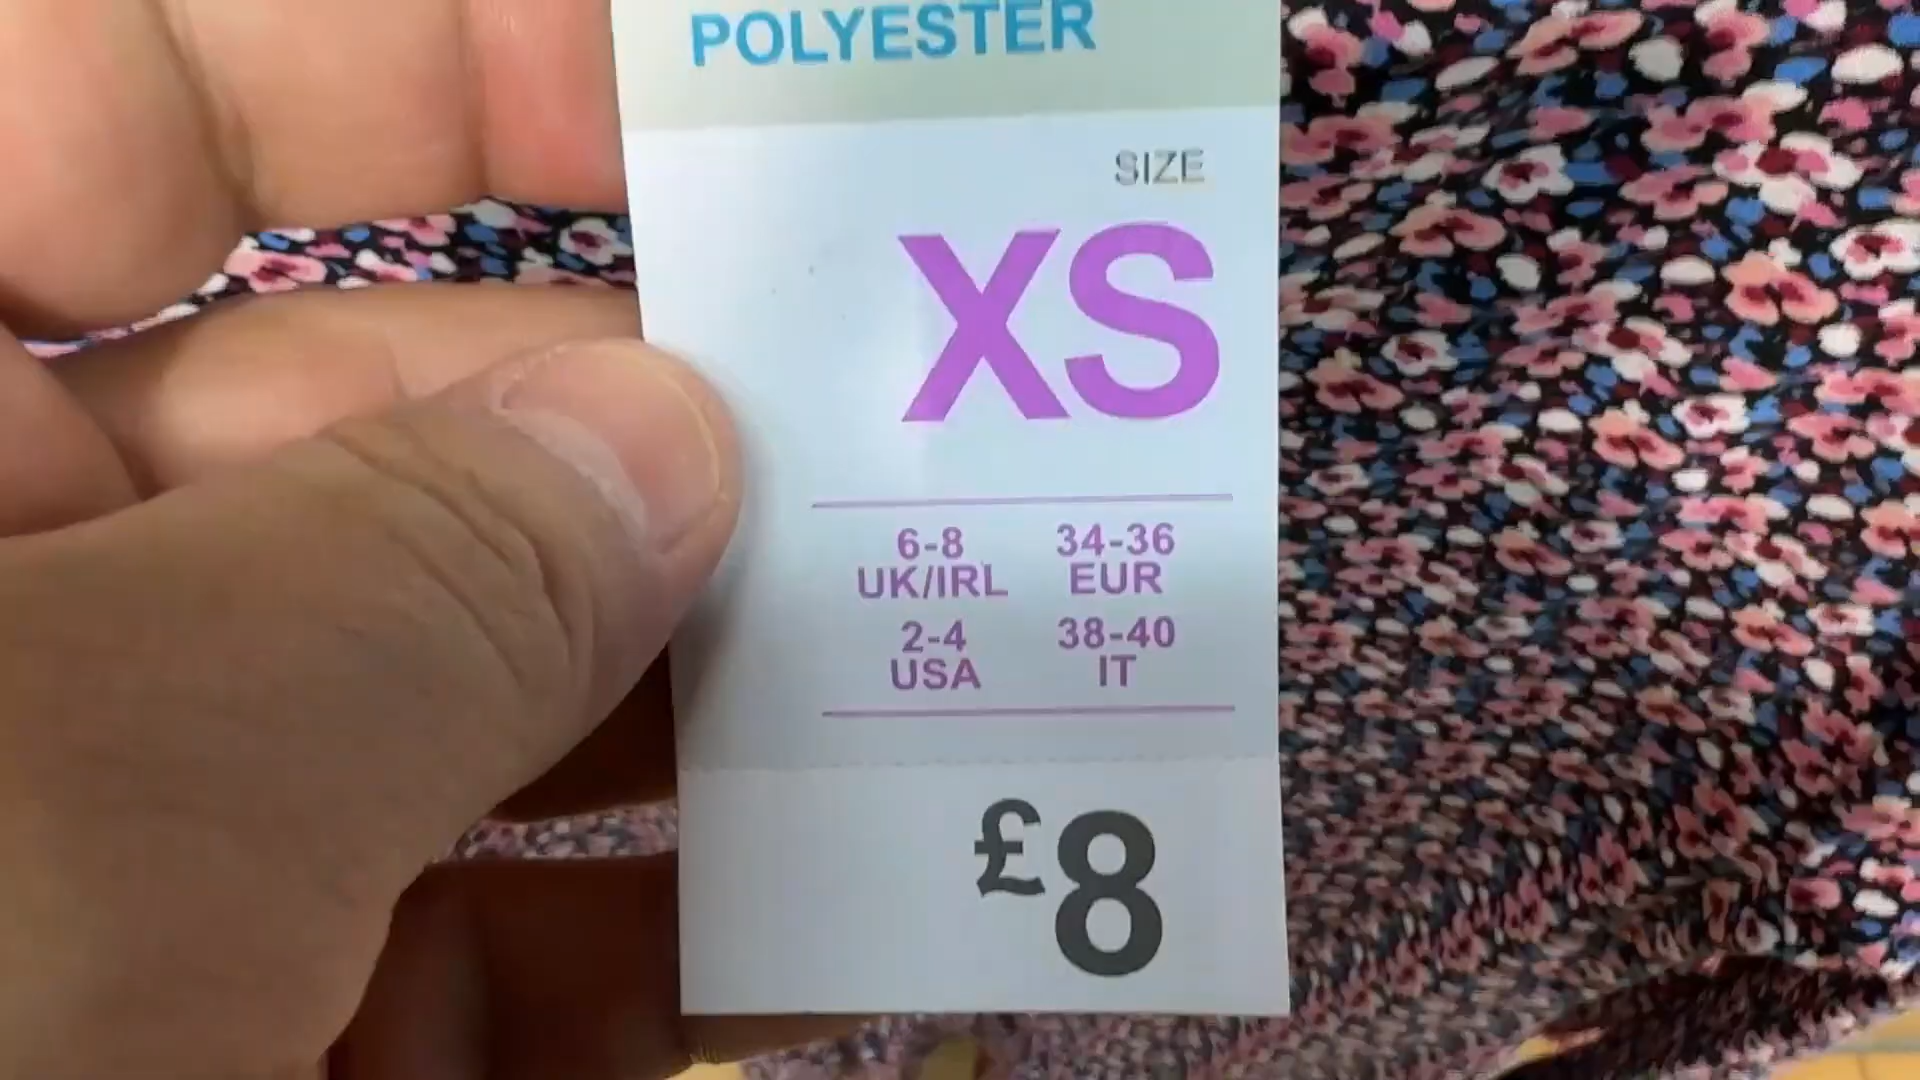 POLYESTER
SIZE
XS
6-8 34-36
UK/IRL EUR
2-4 38-40
USA IT
£8